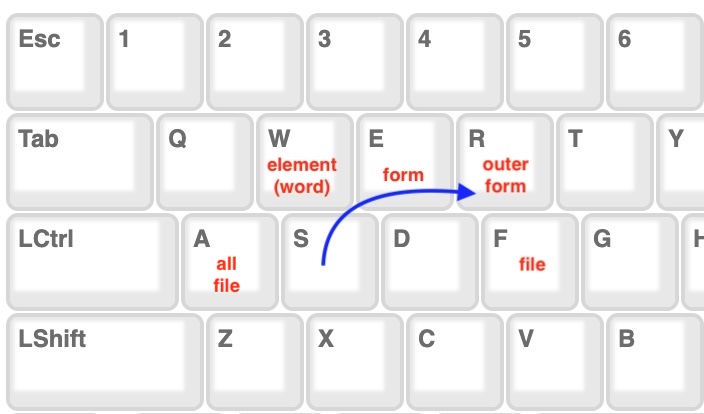 Esc 1 2 3 4 5 6
Tab Q W E R T Y
element
(word)
form
outer
form
LCtrl A S D F G H
all
file
file
LShift Z X C V B